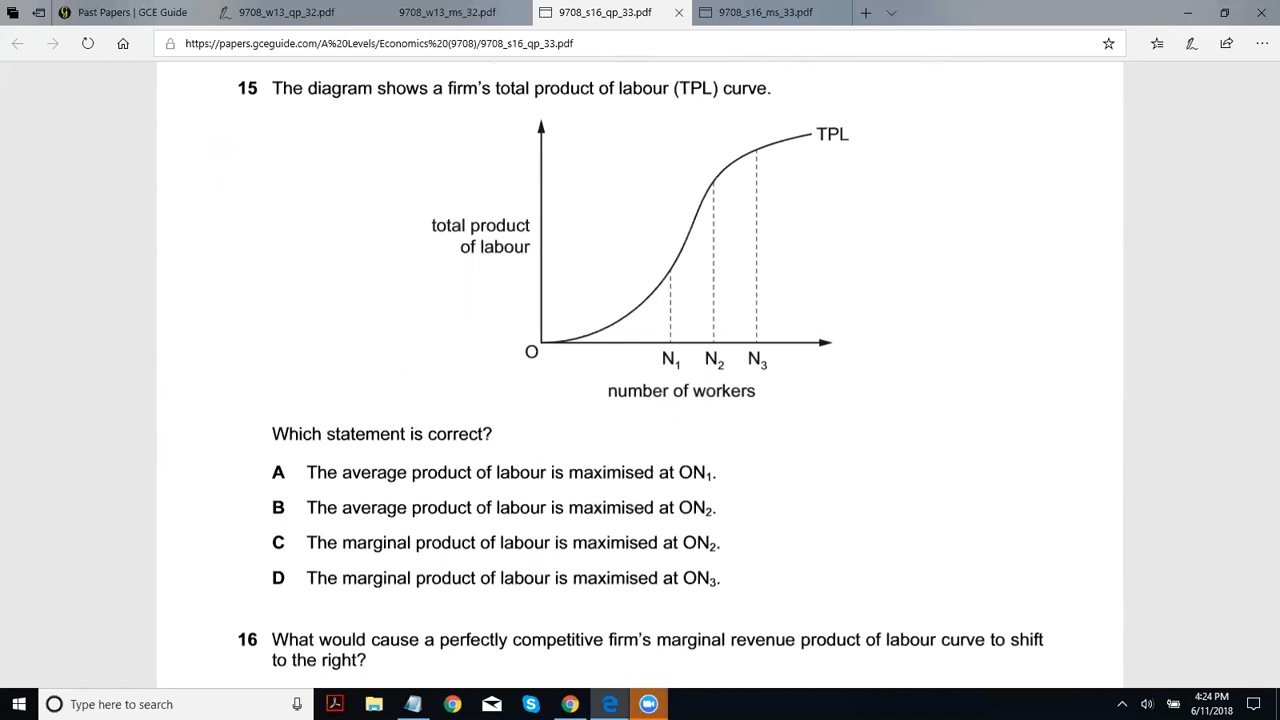 Past Papers | GCE Guide
9708_w13_qp_32.pdf
9708_w13_ms_32.pdf
9708_s16_qp_33.pdf
9708_s16_ms_33.pdf
https://papers.gceguide.com/A%20Levels/Economics%20(9708)/9708_s16_qp_33.pdf
15 The diagram shows a firm's total product of labour (TPL) curve.
TPL
total product
of labour
O
N₁ N₂ N₃
number of workers
Which statement is correct?
A The average product of labour is maximised at ON₁.
B The average product of labour is maximised at ON₂.
C The marginal product of labour is maximised at ON₂.
D The marginal product of labour is maximised at ON₃.
16 What would cause a perfectly competitive firm's marginal revenue product of labour curve to shift
to the right?
Type here to search
4:24 PM
6/11/2018